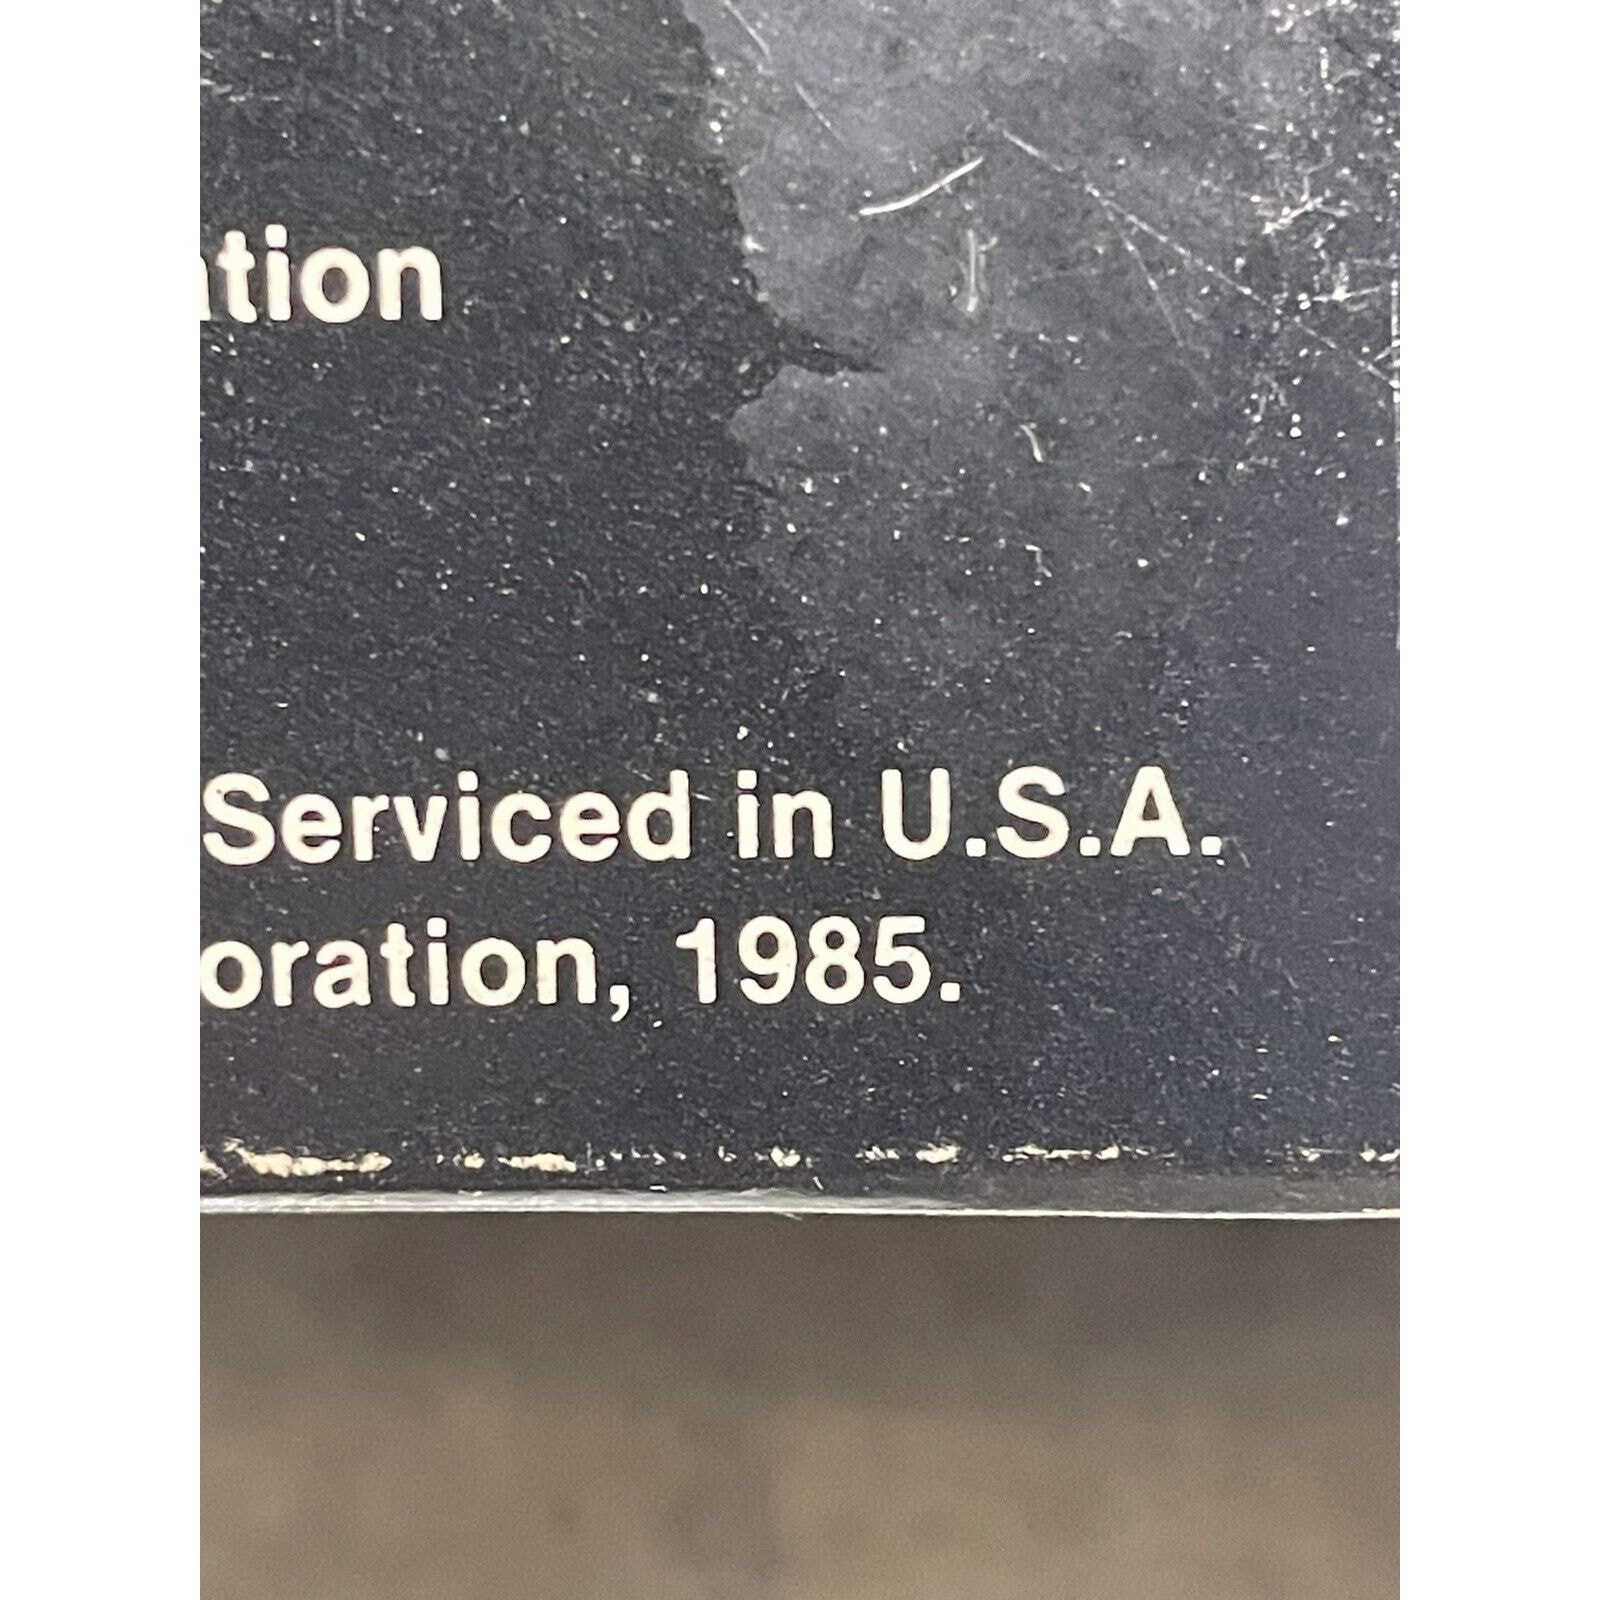 ation
Serviced in U.S.A.
oration, 1985.